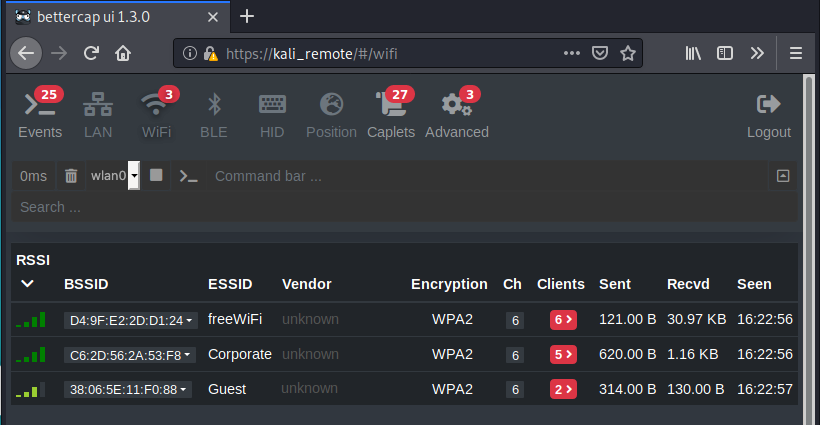 bettercap ui 1.3.0
https://kali_remote/#/wifi
25 3 27 3
Events LAN WiFi BLE HID Position Caplets Advanced Logout
0ms wlan0 Command bar ...
Search ...
RSSI BSSID ESSID Vendor Encryption Ch Clients Sent Recvd Seen
D4:9F:E2:2D:D1:24 freeWiFi unknown WPA2 6 6 121.00 B 30.97 KB 16:22:56
C6:2D:56:2A:53:F8 Corporate unknown WPA2 6 5 620.00 B 1.16 KB 16:22:56
38:06:5E:11:F0:88 Guest unknown WPA2 6 2 314.00 B 130.00 B 16:22:57